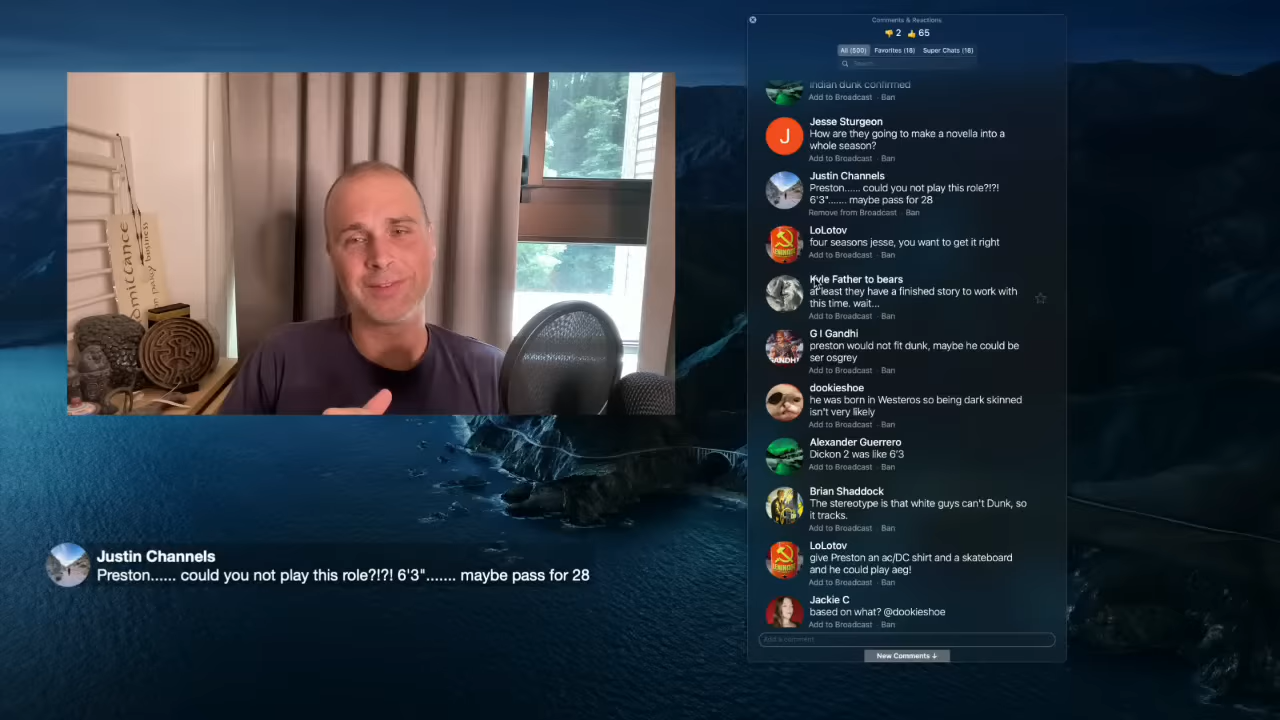 Comments & Reactions
👎 2 👍 65
All (500) Favorites (18) Super Chats (18)
Search...
indian dunk confirmed
Add to Broadcast · Ban
Jesse Sturgeon
How are they going to make a novella into a
whole season?
Add to Broadcast · Ban
Justin Channels
Preston...... could you not play this role?!?!
6'3"....... maybe pass for 28
Remove from Broadcast · Ban
LoLotov
four seasons jesse, you want to get it right
Add to Broadcast · Ban
Kyle Father to bears
at least they have a finished story to work with
this time. wait...
Add to Broadcast · Ban
G I Gandhi
preston would not fit dunk, maybe he could be
ser osgrey
Add to Broadcast · Ban
GANDHI
dookieshoe
he was born in Westeros so being dark skinned
isn't very likely
Add to Broadcast · Ban
Alexander Guerrero
Dickon 2 was like 6'3
Add to Broadcast · Ban
Brian Shaddock
The stereotype is that white guys can't Dunk, so
it tracks.
Add to Broadcast · Ban
LoLotov
give Preston an ac/DC shirt and a skateboard
and he could play aeg!
Add to Broadcast · Ban
Jackie C
based on what? @dookieshoe
Add to Broadcast · Ban
Add a comment
New Comments ↓
J
Justin Channels
Preston...... could you not play this role?!?! 6'3"....... maybe pass for 28